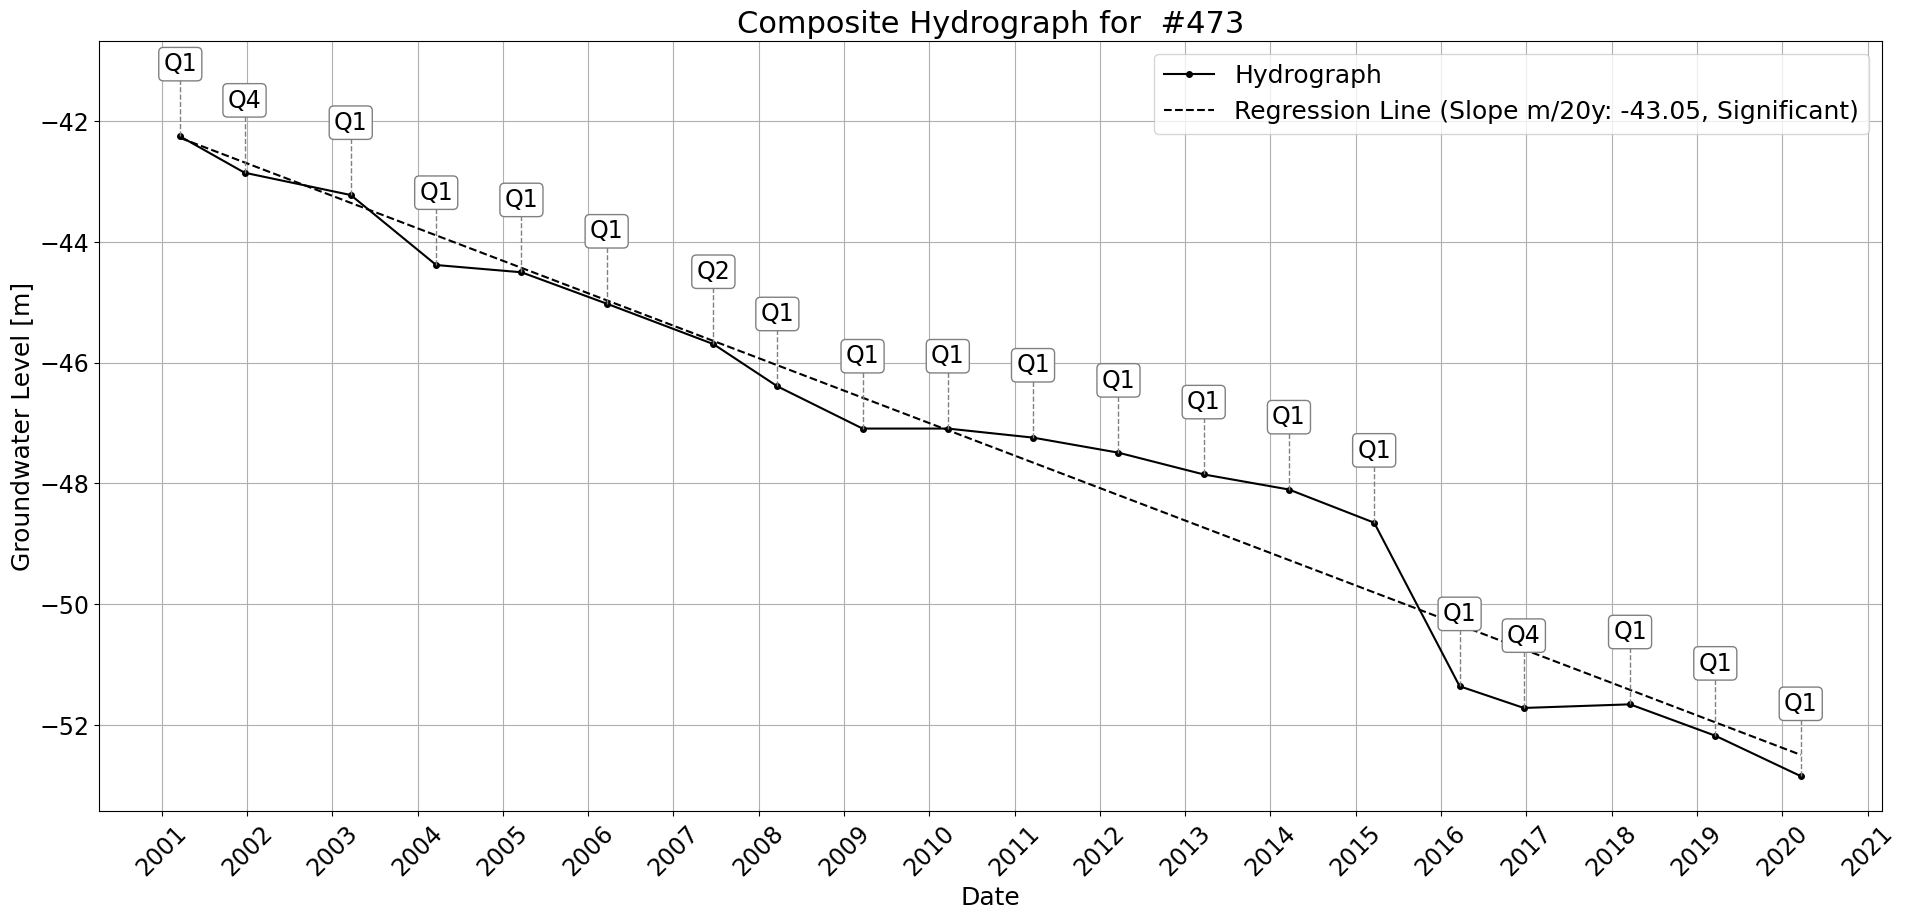 Composite Hydrograph for  #473
Hydrograph
Regression Line (Slope m/20y: -43.05, Significant)
Q1
Q4
Q1
Q1
Q1
Q1
Q2
Q1
Q1
Q1
Q1
Q1
Q1
Q1
Q1
Q1
Q4
Q1
Q1
Q1
Groundwater Level [m]
−42
−44
−46
−48
−50
−52
2001
2002
2003
2004
2005
2006
2007
2008
2009
2010
2011
2012
2013
2014
2015
2016
2017
2018
2019
2020
2021
Date